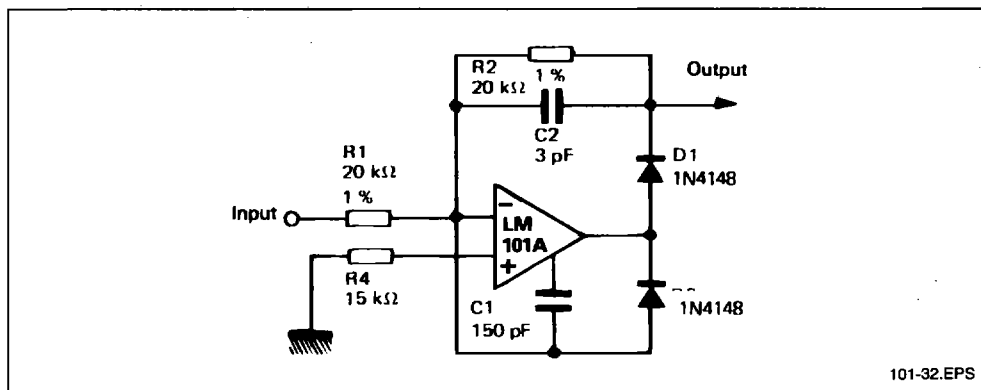 R2
20 kΩ
1 %
Output
C2
3 pF
D1
1N4148
R1
20 kΩ
1 %
Input
LM
101A
−
+
R4
15 kΩ
C1
150 pF
1N4148
101-32.EPS